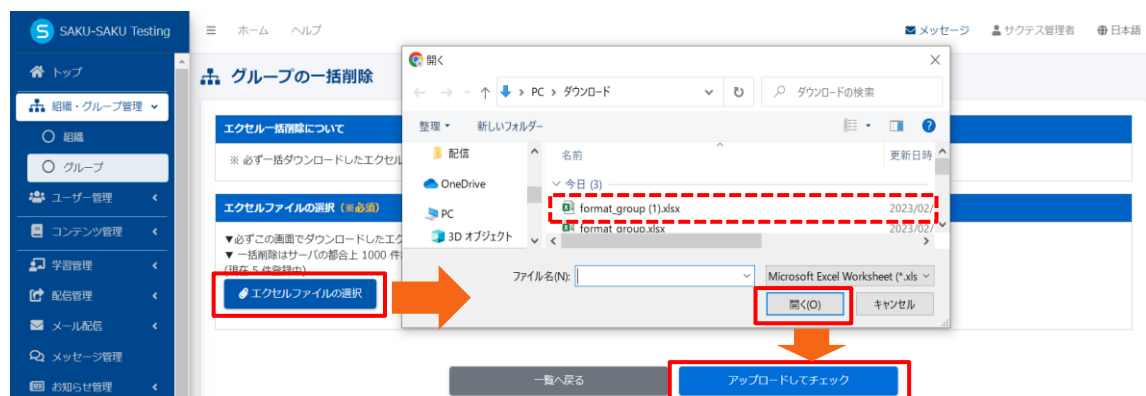 SAKU-SAKU Testing
ホーム ヘルプ
メッセージ サクテス管理者 日本語
トップ
組織・グループ管理
組織
グループ
ユーザー管理
コンテンツ管理
学習管理
配信管理
メール配信
メッセージ管理
お知らせ管理
グループの一括削除
エクセル一括削除について
※ 必ず一括ダウンロードしたエクセル
エクセルファイルの選択 (※必須)
▼必ずこの画面でダウンロードしたエク
▼ 一括削除はサーバの都合上 1000 件
(現在 5 件登録中)
エクセルファイルの選択
開く
PC > ダウンロード
ダウンロードの検索
整理 新しいフォルダー
配信
OneDrive
PC
3D オブジェクト
名前 更新日時
今日 (3)
format_group (1).xlsx 2023/02/
format_group.xlsx 2023/02/
ファイル名(N):
Microsoft Excel Worksheet (*.xls
開く(O) キャンセル
一覧へ戻る アップロードしてチェック